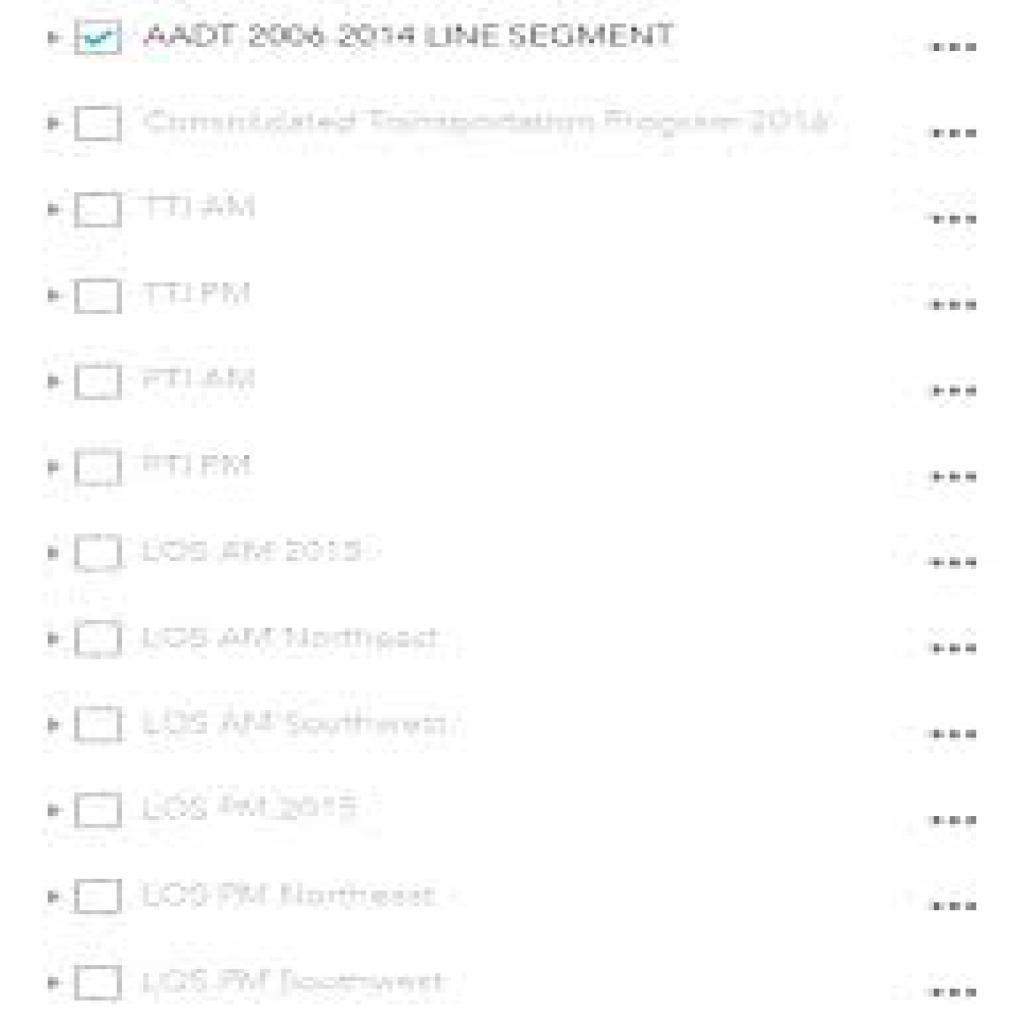 AADT 2006-2014 LINE SEGMENT
Consolidated Transportation Program 2016
TTI AM
TTI PM
PTI AM
PTI PM
LOS AM 2015
LOS AM Northeast
LOS AM Southwest
LOS PM 2015
LOS PM Northeast
LOS PM Southwest